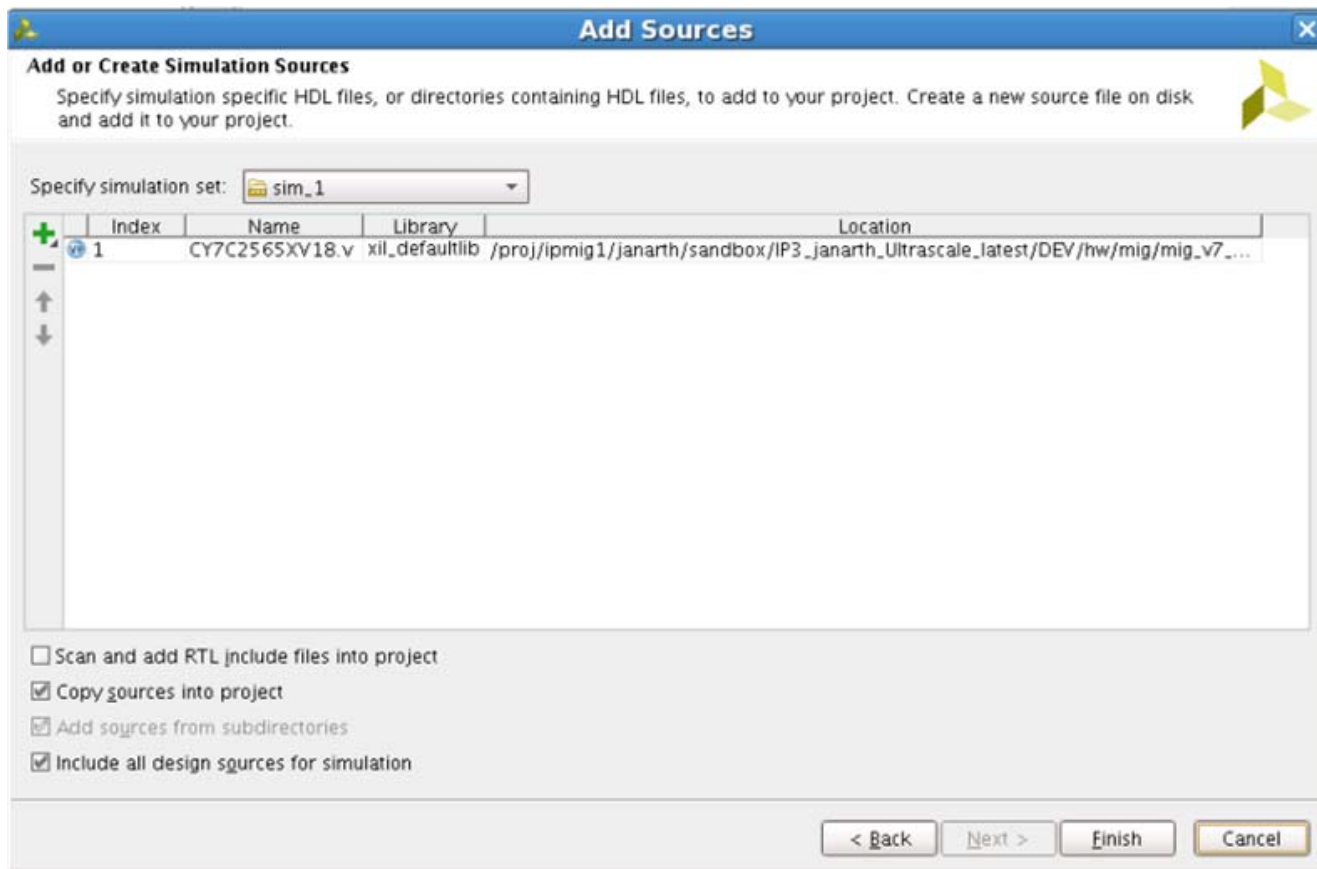 Add Sources
Add or Create Simulation Sources
Specify simulation specific HDL files, or directories containing HDL files, to add to your project. Create a new source file on disk
and add it to your project.
Specify simulation set: sim_1
Index Name Library Location
1 CY7C2565XV18.v xil_defaultlib /proj/ipmig1/janarth/sandbox/IP3_janarth_Ultrascale_latest/DEV/hw/mig/mig_v7_...
Scan and add RTL include files into project
Copy sources into project
Add sources from subdirectories
Include all design sources for simulation
< Back Next > Finish Cancel